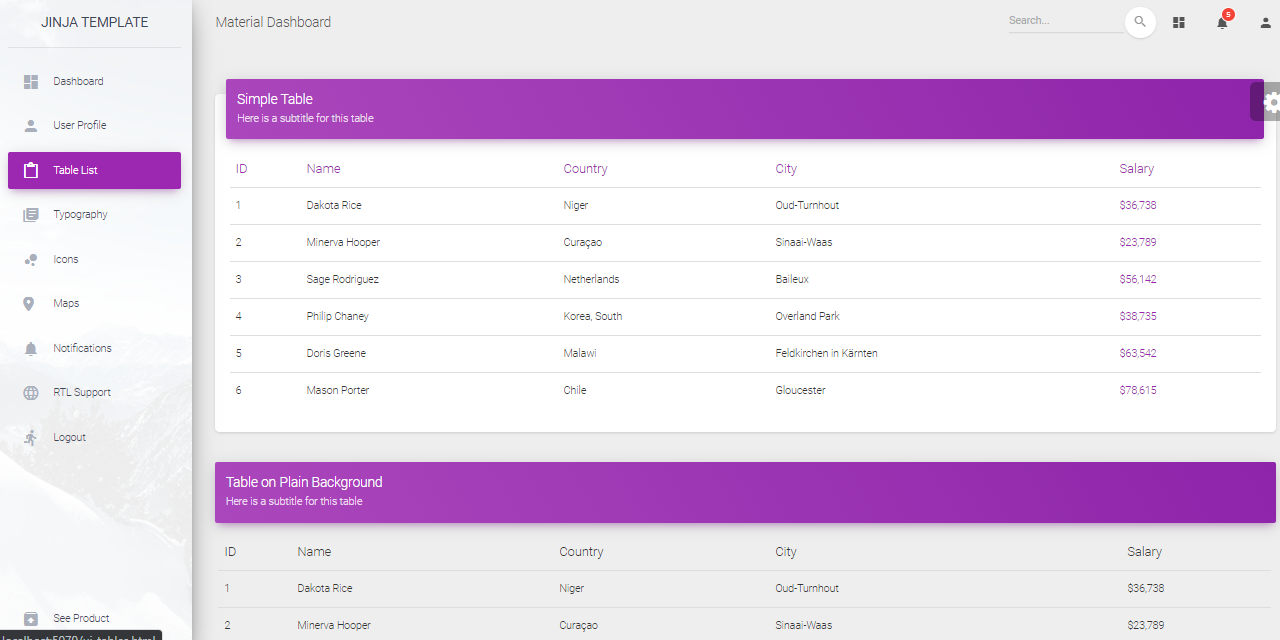 JINJA TEMPLATE
Material Dashboard
Search...
5
Dashboard
User Profile
Table List
Typography
Icons
Maps
Notifications
RTL Support
Logout
See Product
Simple Table
Here is a subtitle for this table
ID Name Country City Salary
1 Dakota Rice Niger Oud-Turnhout $36,738
2 Minerva Hooper Curaçao Sinaai-Waas $23,789
3 Sage Rodriguez Netherlands Baileux $56,142
4 Philip Chaney Korea, South Overland Park $38,735
5 Doris Greene Malawi Feldkirchen in Kärnten $63,542
6 Mason Porter Chile Gloucester $78,615
Table on Plain Background
Here is a subtitle for this table
ID Name Country City Salary
1 Dakota Rice Niger Oud-Turnhout $36,738
2 Minerva Hooper Curaçao Sinaai-Waas $23,789